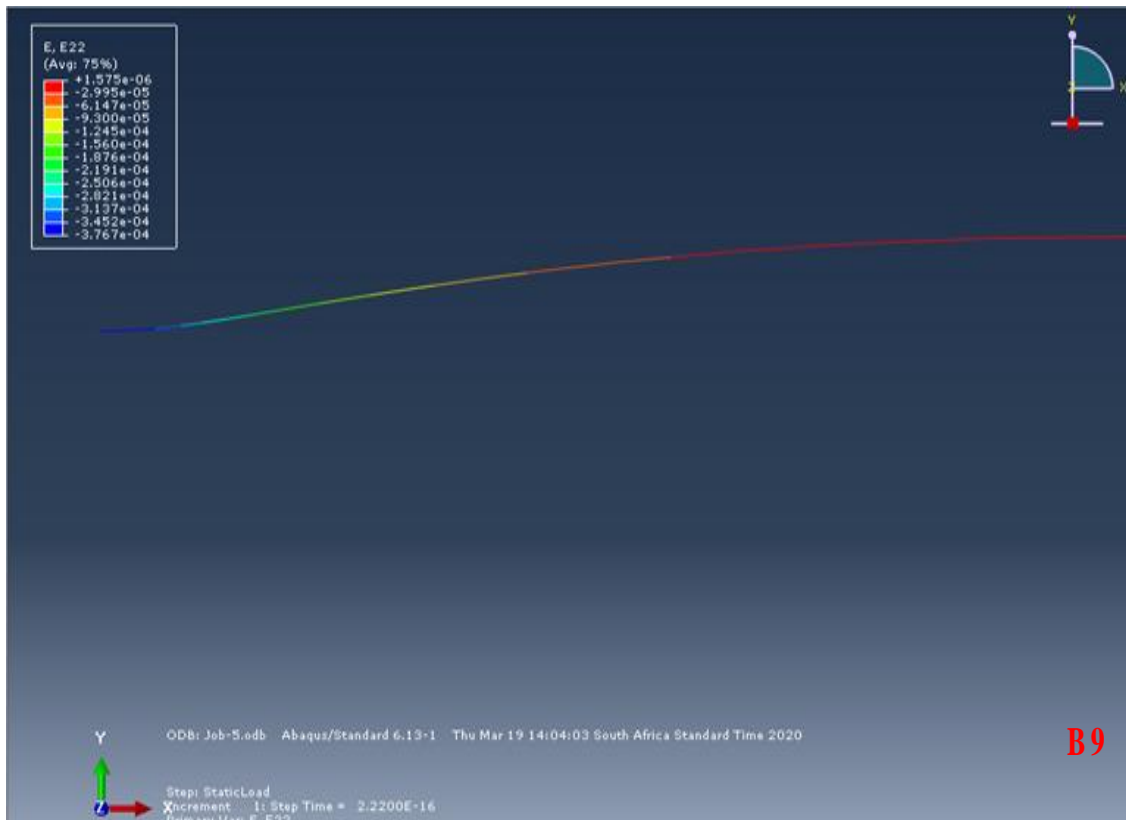 E, E22
(Avg: 75%)
+1.575e-06
-2.995e-05
-6.147e-05
-9.300e-05
-1.245e-04
-1.560e-04
-1.876e-04
-2.191e-04
-2.506e-04
-2.821e-04
-3.137e-04
-3.452e-04
-3.767e-04
Y
X
Z
Y
ODB: Job-5.odb Abaqus/Standard 6.13-1 Thu Mar 19 14:04:03 South Africa Standard Time 2020
B9
Step: StaticLoad
Z
X
Increment 1: Step Time = 2.2200E-16
Primary Var: E, E22